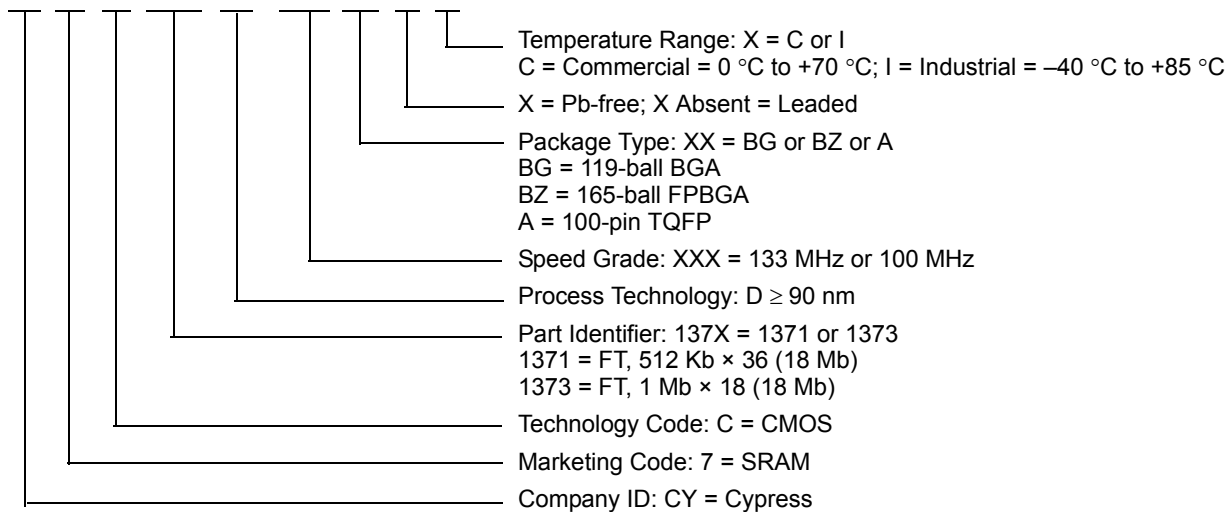 Temperature Range: X = C or I
C = Commercial = 0 °C to +70 °C; I = Industrial = –40 °C to +85 °C
X = Pb-free; X Absent = Leaded
Package Type: XX = BG or BZ or A
BG = 119-ball BGA
BZ = 165-ball FPBGA
A = 100-pin TQFP
Speed Grade: XXX = 133 MHz or 100 MHz
Process Technology: D ≥ 90 nm
Part Identifier: 137X = 1371 or 1373
1371 = FT, 512 Kb × 36 (18 Mb)
1373 = FT, 1 Mb × 18 (18 Mb)
Technology Code: C = CMOS
Marketing Code: 7 = SRAM
Company ID: CY = Cypress